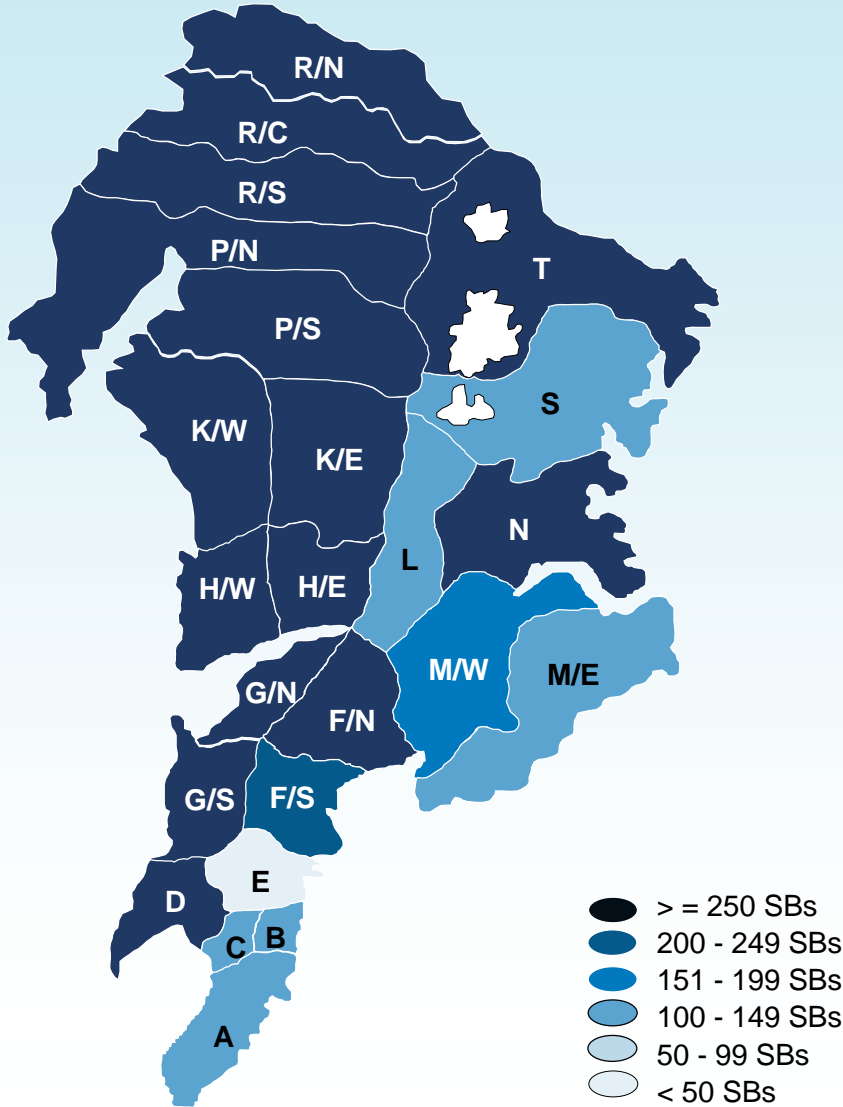 R/N
R/C
R/S
P/N
T
P/S
S
K/W
K/E
N
L
H/W
H/E
M/W
M/E
G/N
F/N
G/S
F/S
E
D
B
C
A
> = 250 SBs
200 - 249 SBs
151 - 199 SBs
100 - 149 SBs
50 - 99 SBs
< 50 SBs